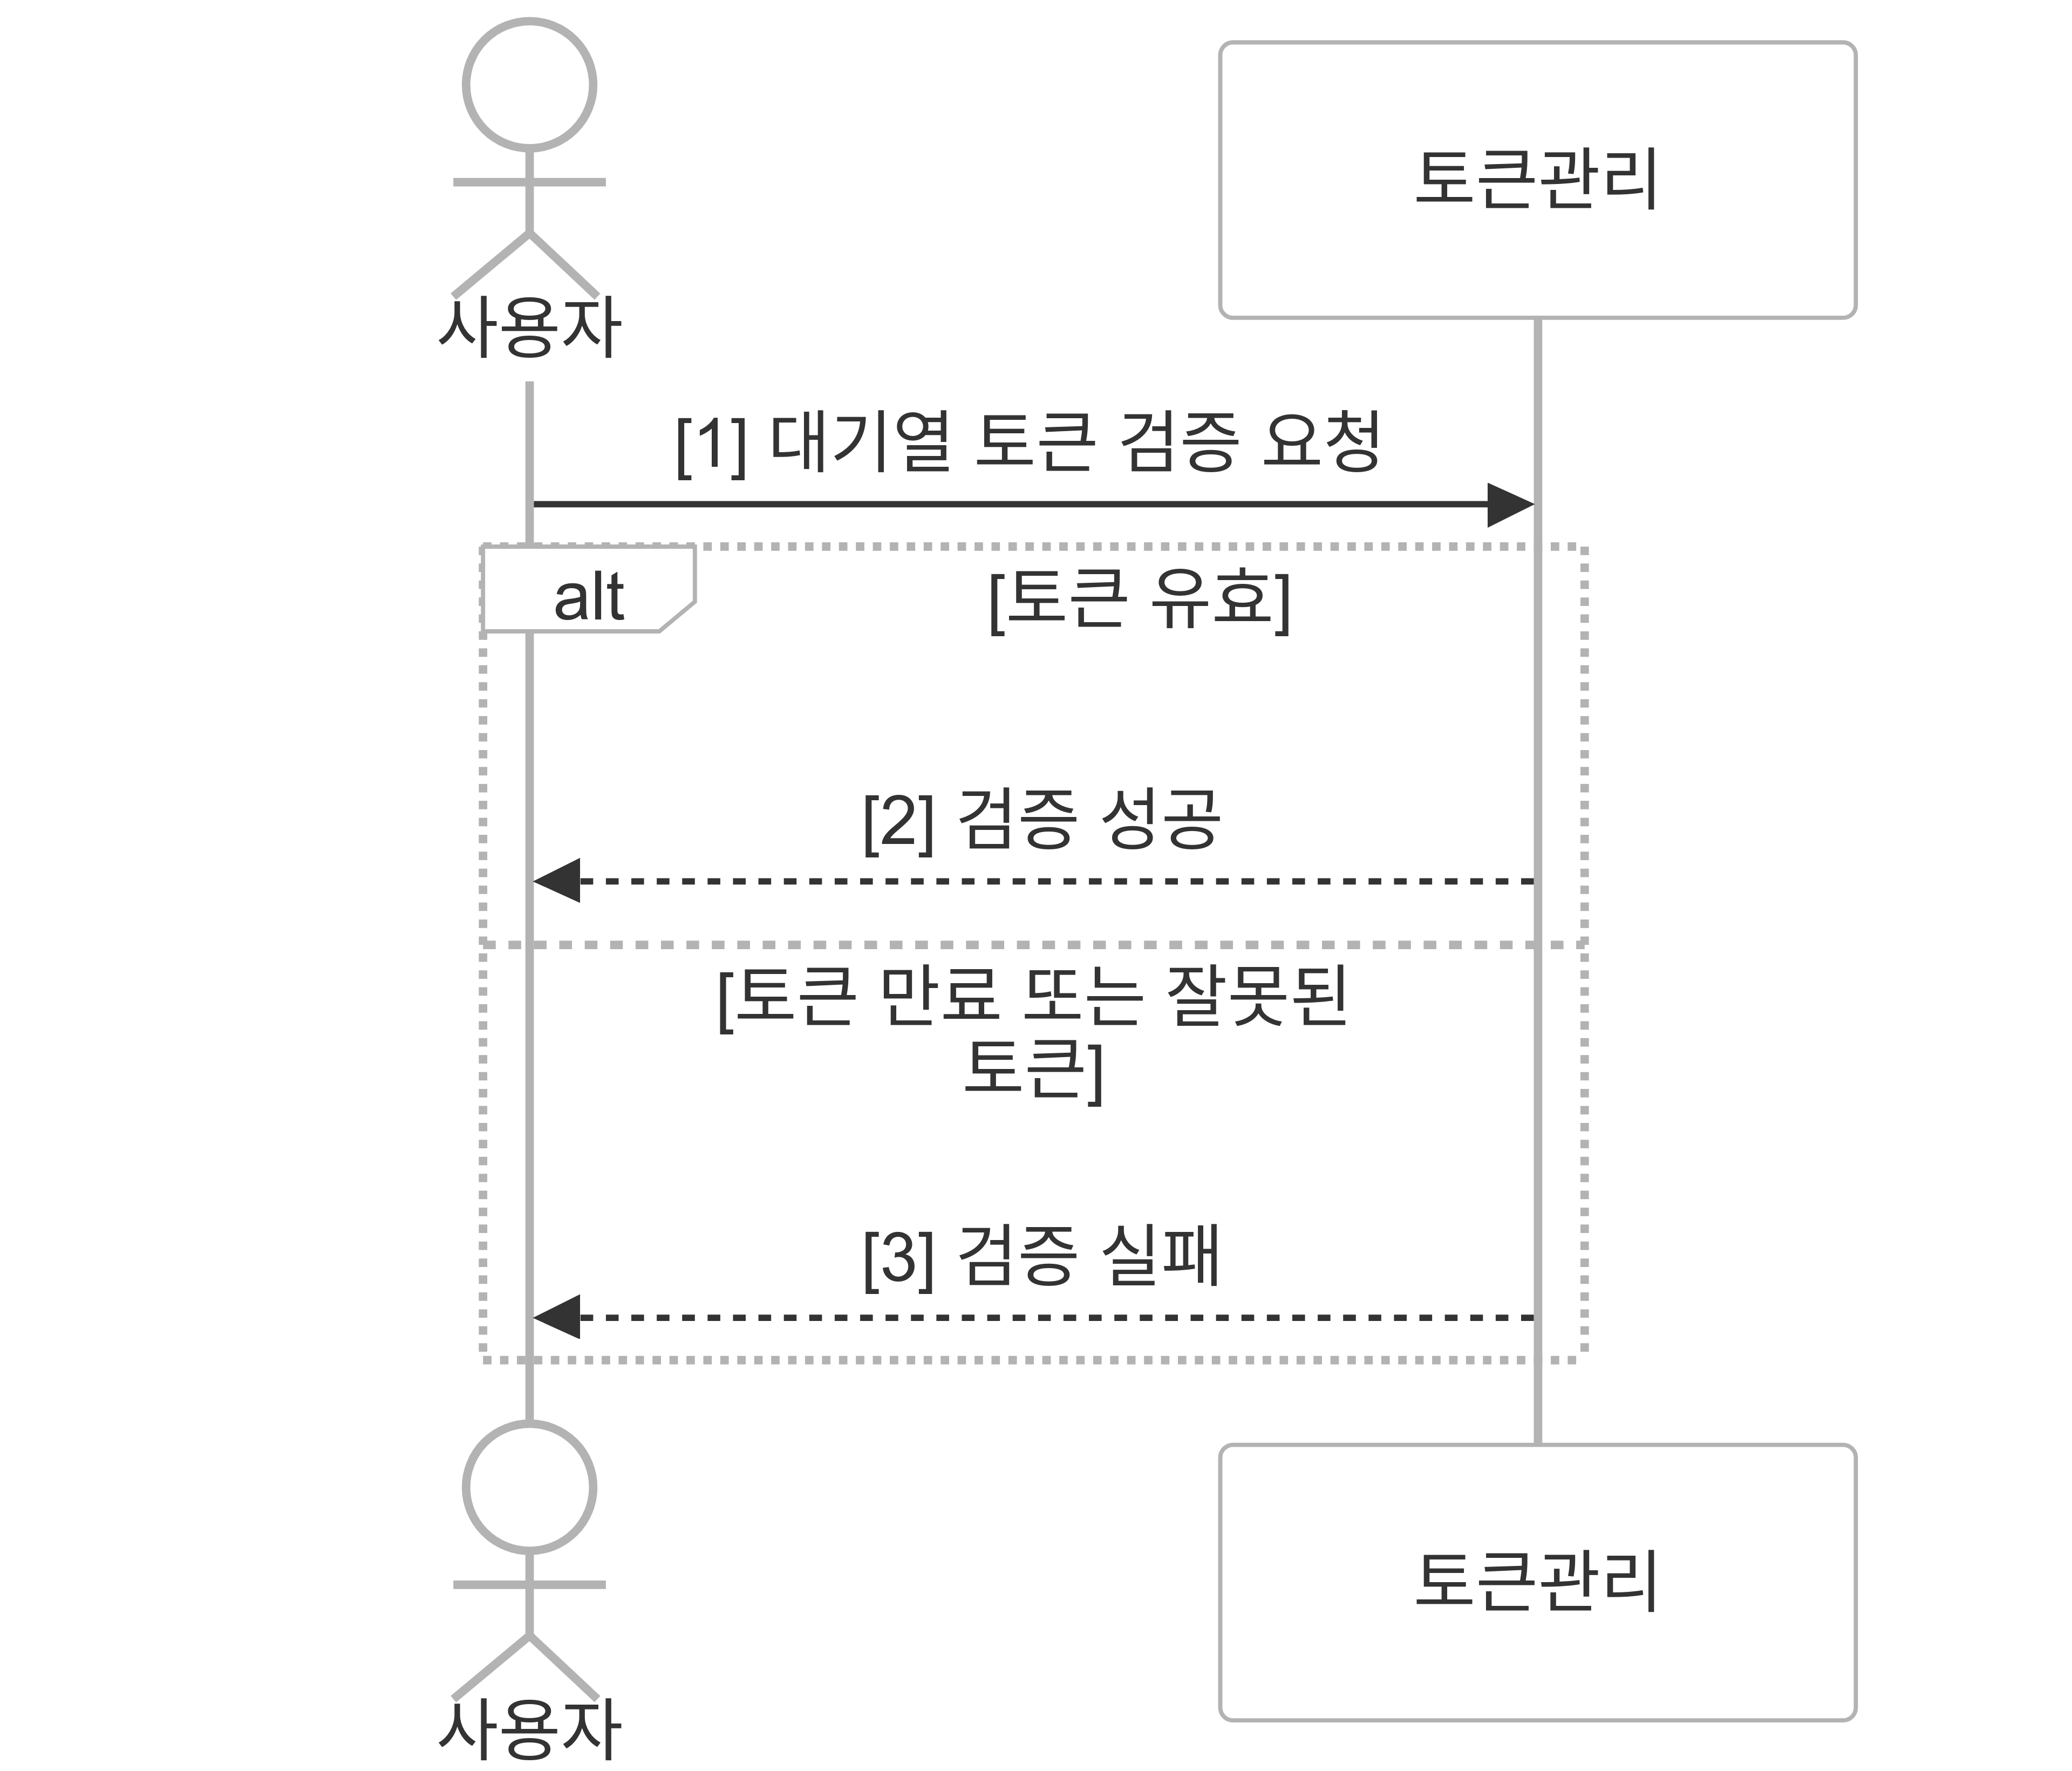 토큰관리
사용자
[1] 대기열 토큰 검증 요청
alt
[토큰 유효]
[2] 검증 성공
[토큰 만료 또는 잘못된
토큰]
[3] 검증 실패
토큰관리
사용자